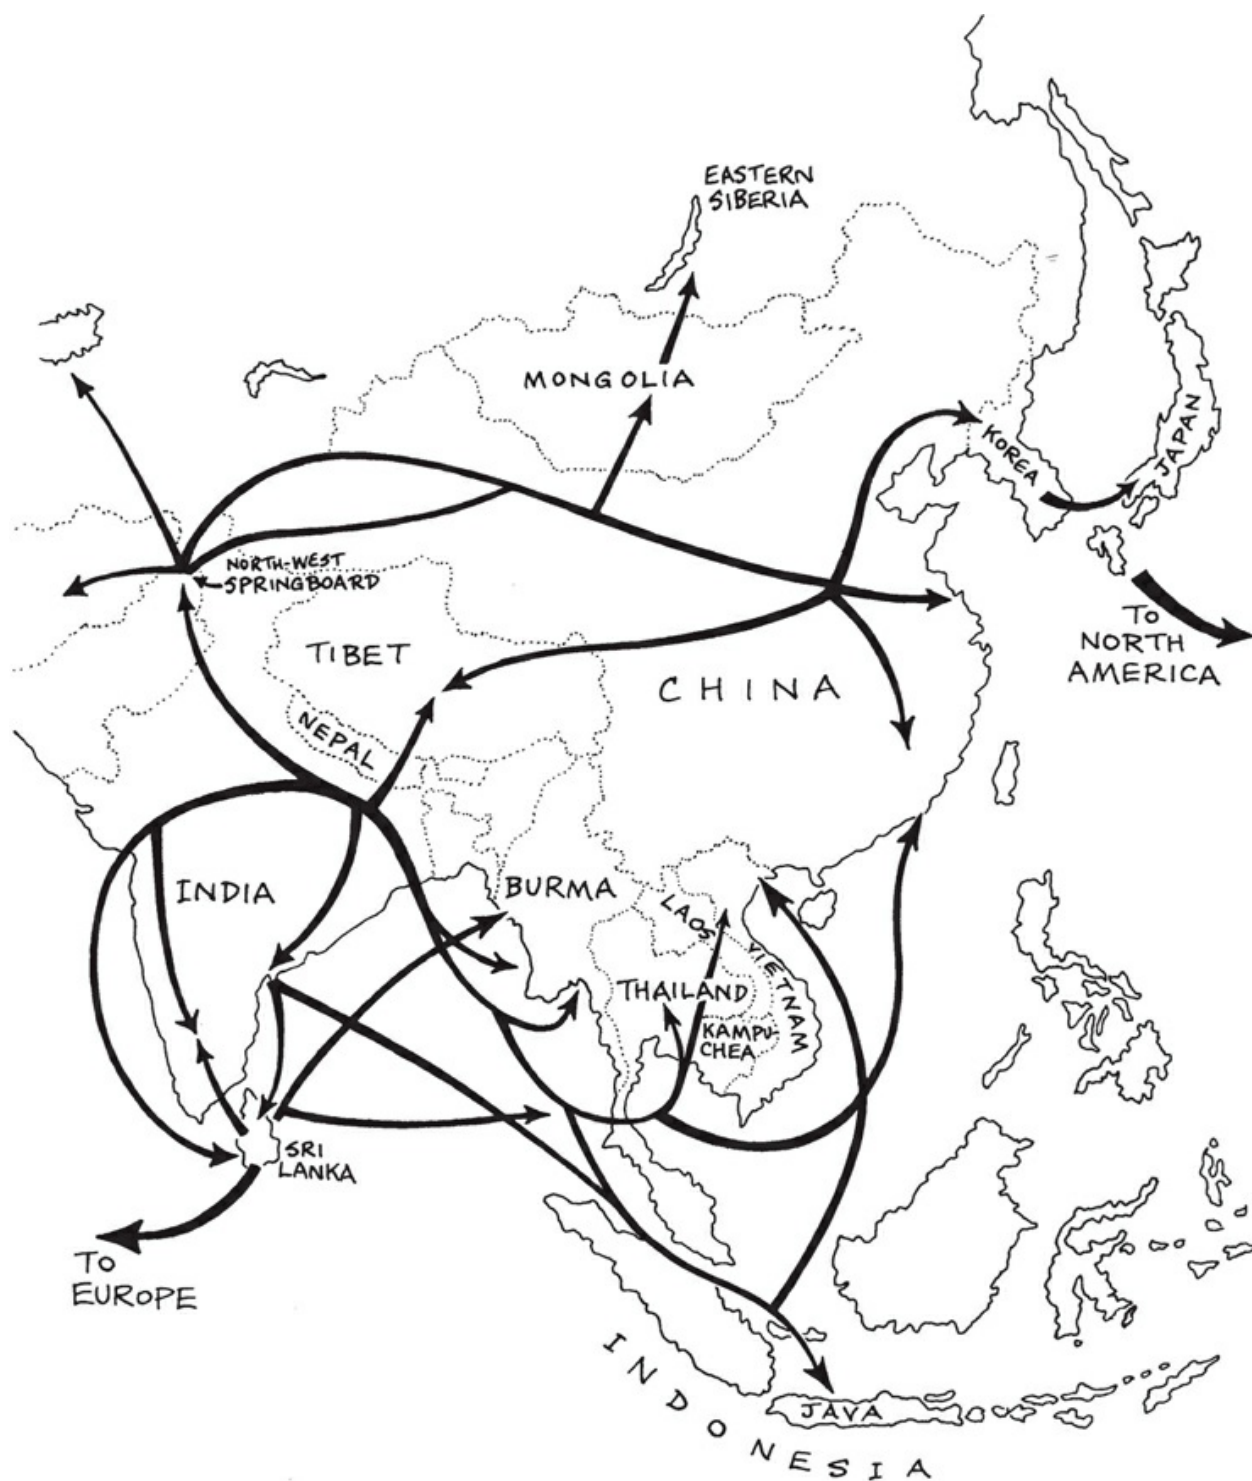 EASTERN
SIBERIA
MONGOLIA
KOREA
JAPAN
NORTH-WEST
SPRINGBOARD
TIBET
CHINA
TO
NORTH
AMERICA
NEPAL
INDIA
BURMA
LAOS
VIETNAM
THAILAND
KAMPU-
CHEA
SRI
LANKA
TO
EUROPE
INDONESIA
JAVA